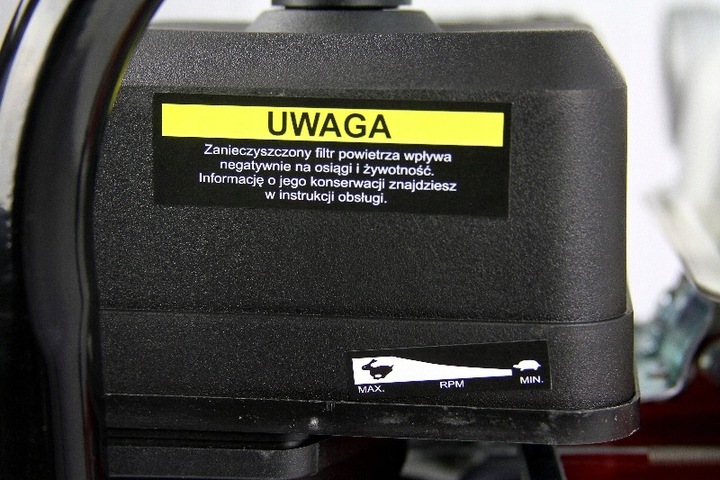 UWAGA
Zanieczyszczony filtr powietrza wpływa
negatywnie na osiągi i żywotność.
Informację o jego konserwacji znajdziesz
w instrukcji obsługi.
MAX. RPM MIN.